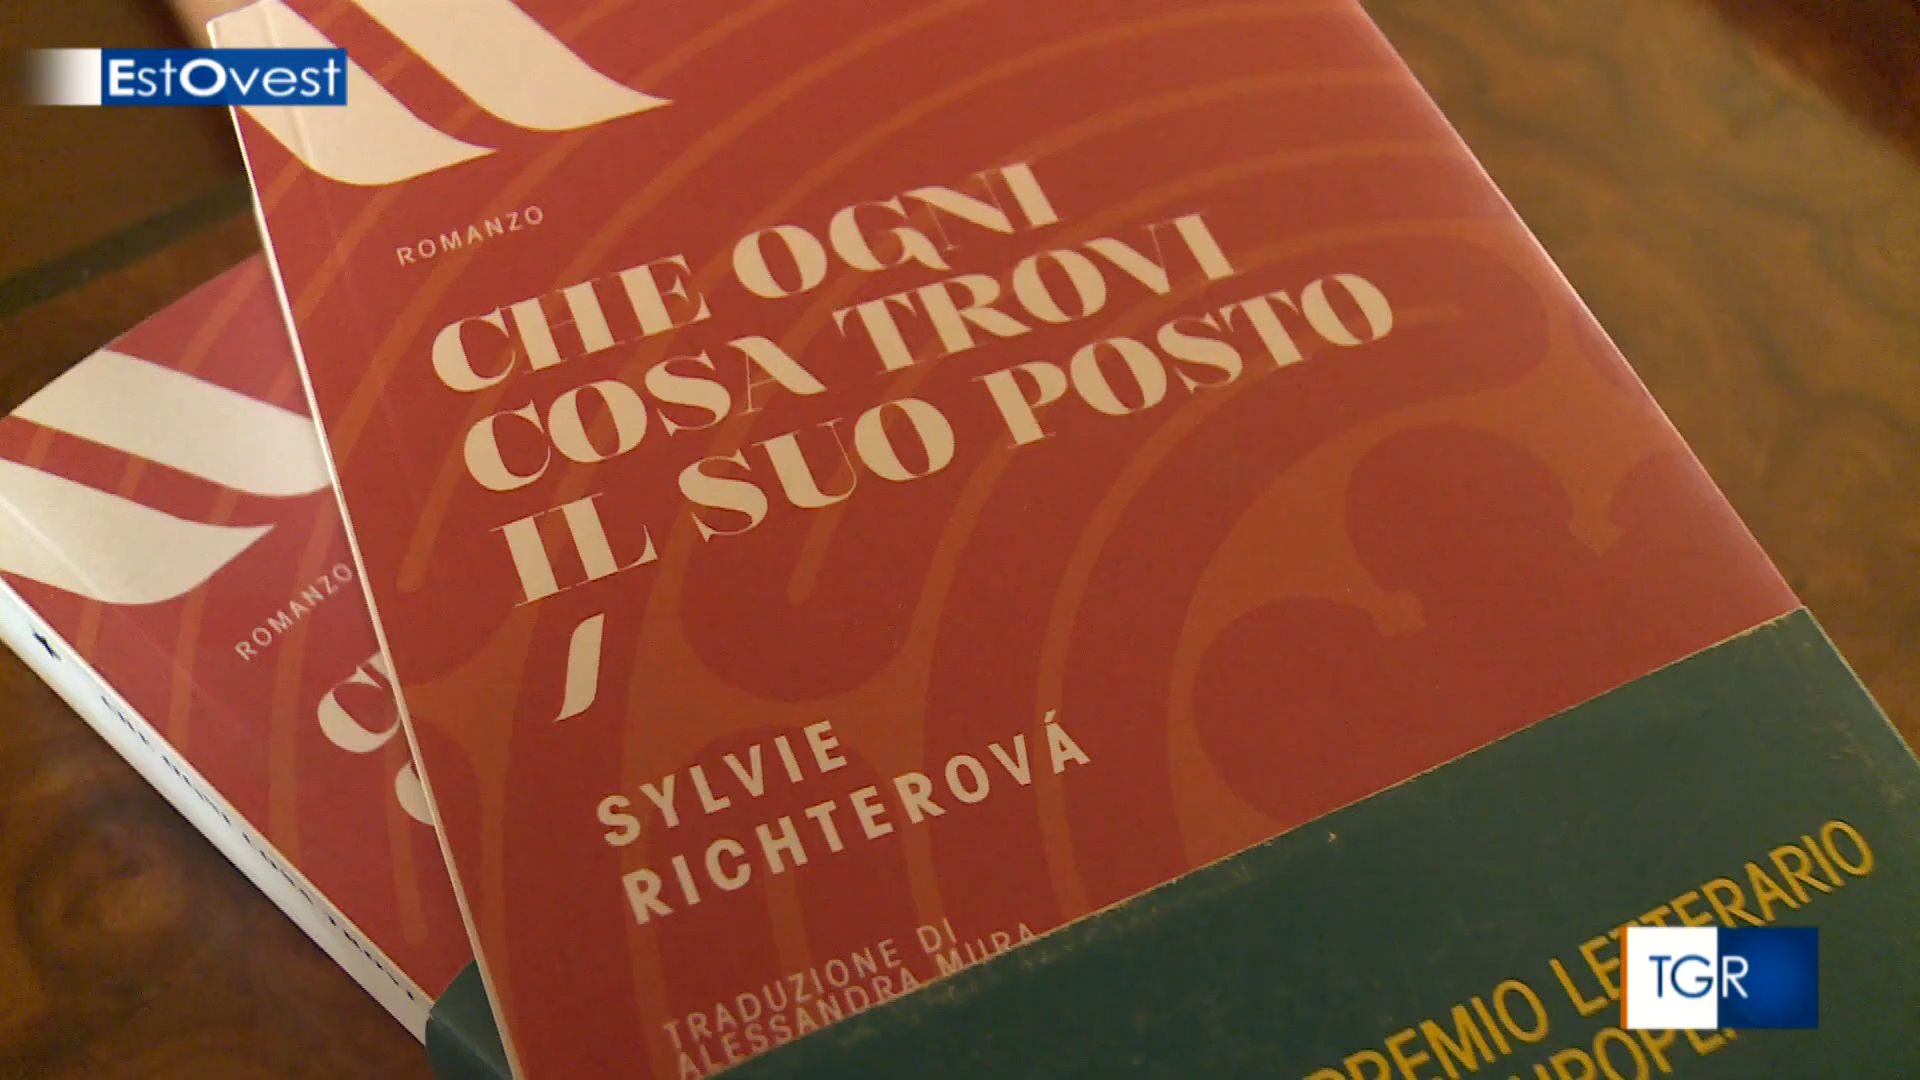 EstOvest
ROMANZO
CHE OGNI
COSA TROVI
IL SUO POSTO
SYLVIE
RICHTEROVÁ
TRADUZIONE DI
ALESSANDRA MURA
PREMIO LETTERARIO
TGR
ROMANZO